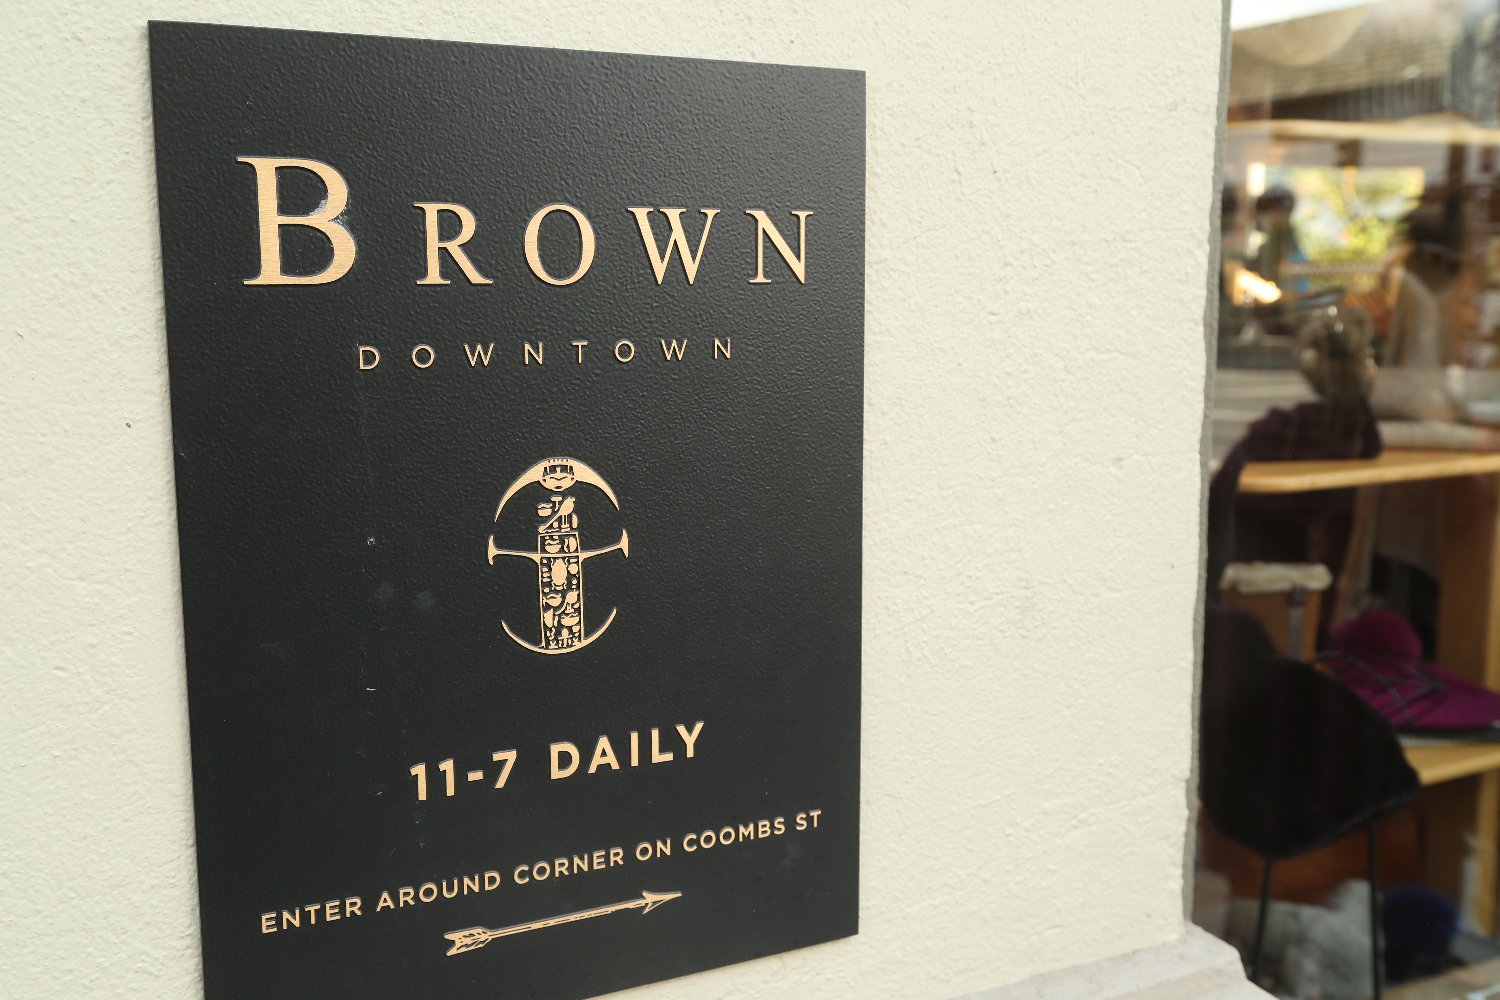 BROWN
DOWNTOWN
11-7 DAILY
ENTER AROUND CORNER ON COOMBS ST